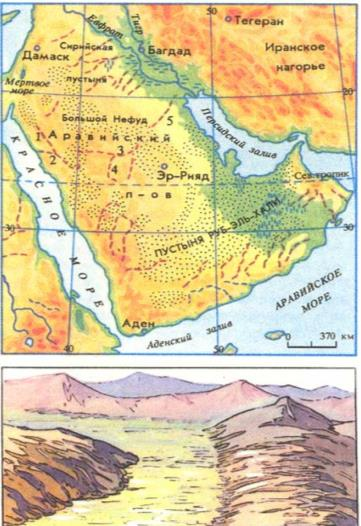 50
Тегеран
Евфрат
Тигр
Дамаск
Сирийская
Багдад
Иранское
нагорье
пустыня
Мертвое
море
20
20
Большой Нефуд
5
Персидский залив
1
Аравийский
2
3
4
Эр-Рияд
Сев. тропик
п-ов
КРАСНОЕ МОРЕ
30
30
ПУСТЫНЯ РУБ-ЭЛЬ-ХАЛИ
АРАВИЙСКОЕ
МОРЕ
Аден
Аденский залив
40
50
0 370 км